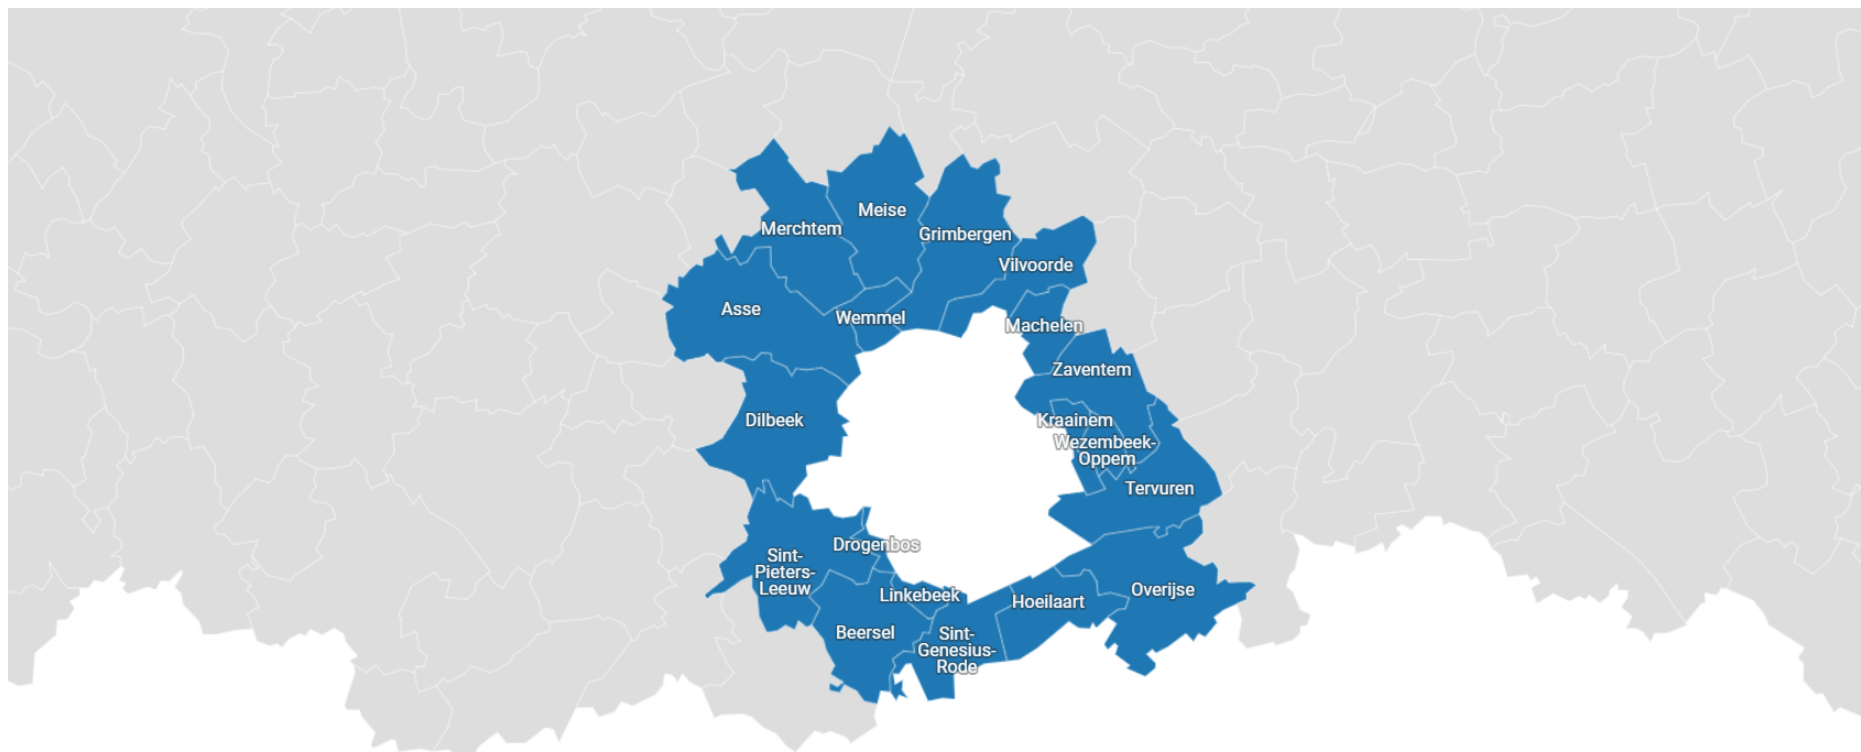 Meise
Merchtem
Grimbergen
Vilvoorde
Asse
Wemmel
Machelen
Zaventem
Dilbeek
Kraainem
Wezembeek-
Oppem
Tervuren
Drogenbos
Sint-
Pieters-
Leeuw
Linkebeek
Hoeilaart
Overijse
Beersel
Sint-
Genesius-
Rode